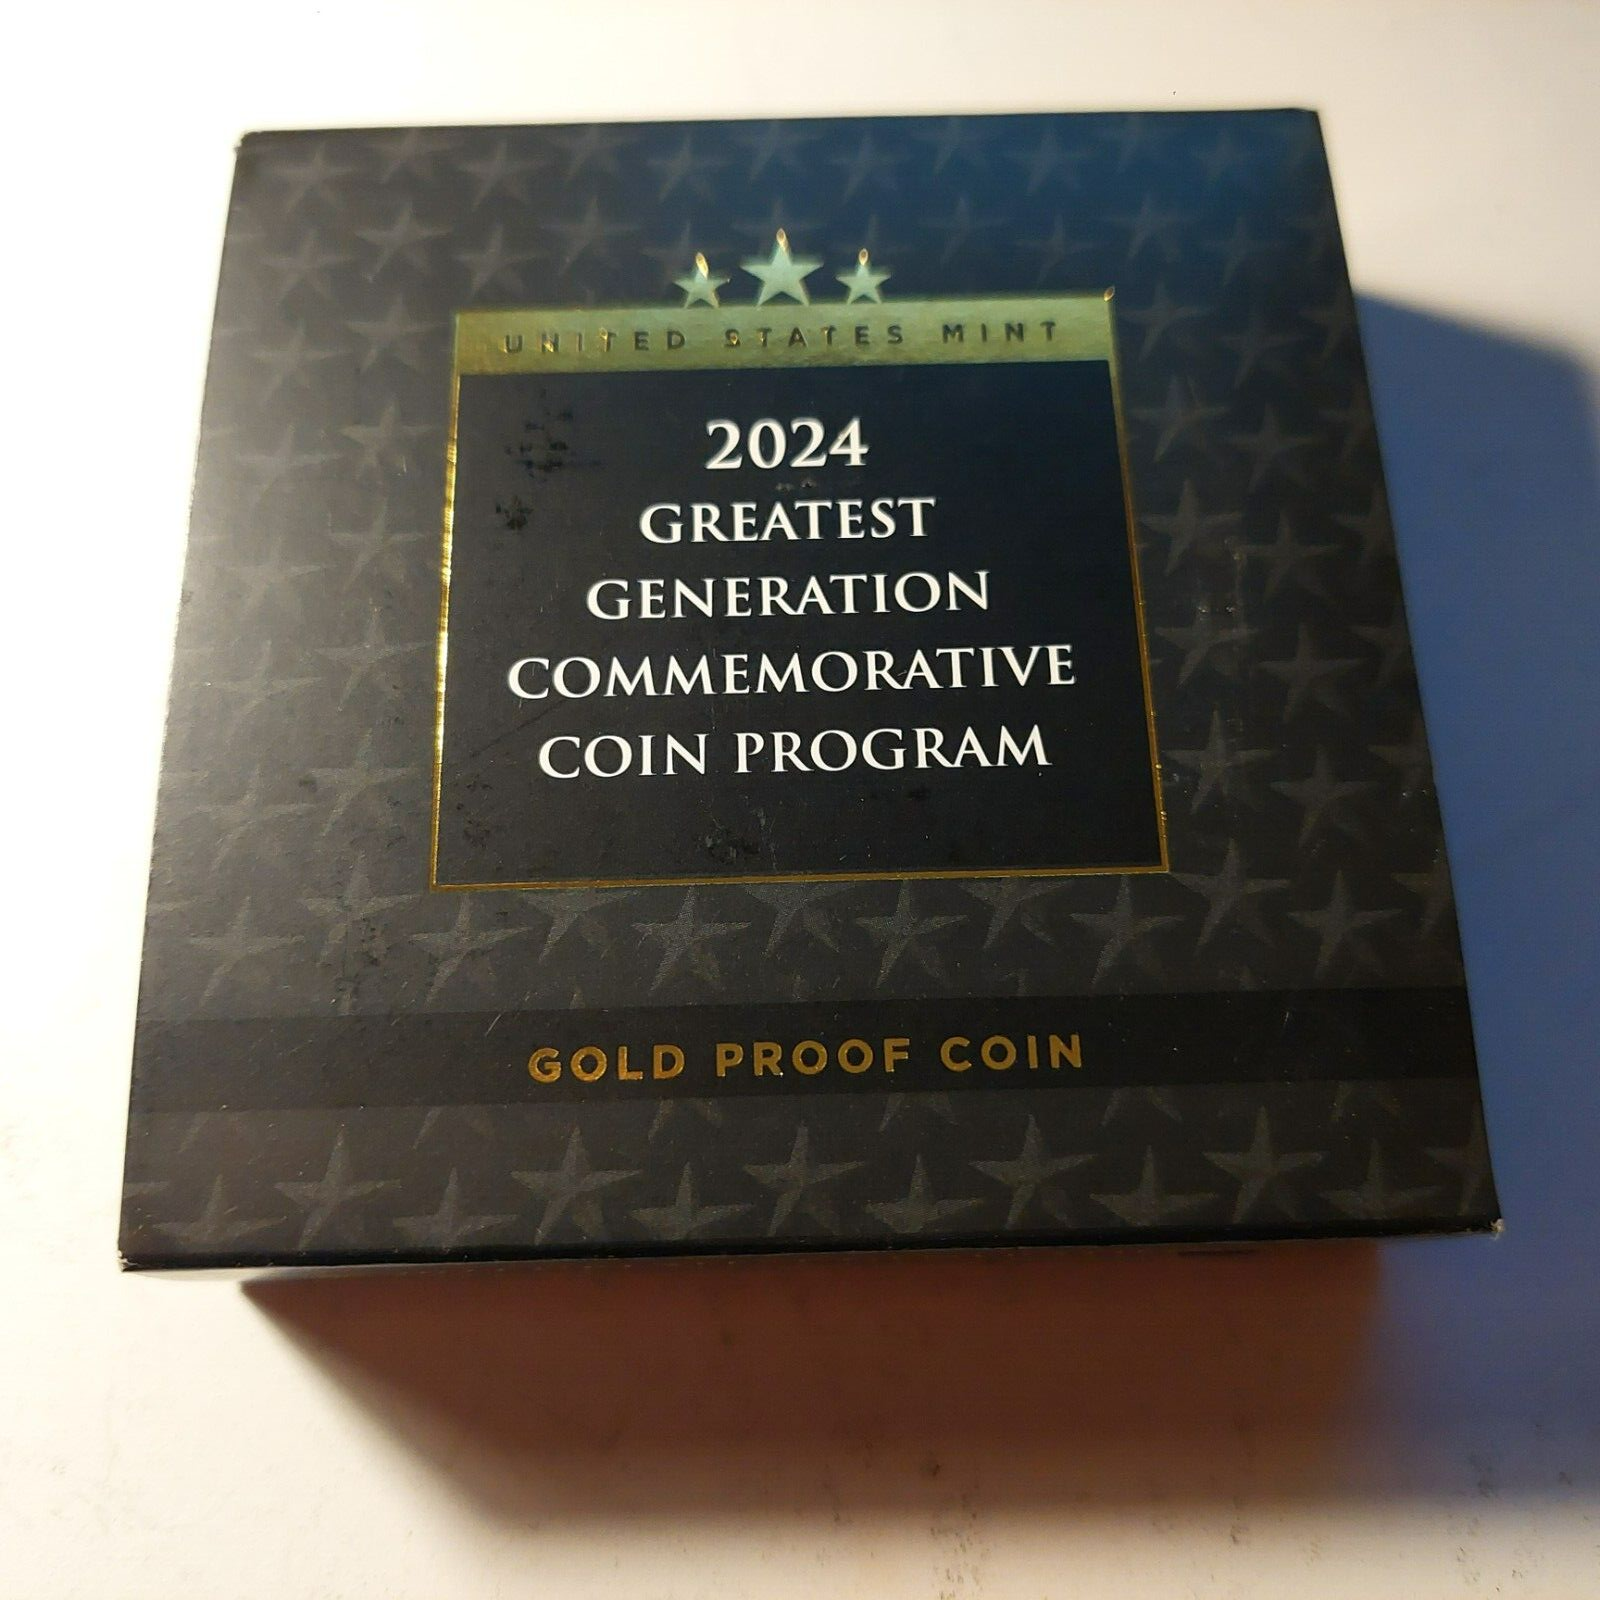 UNITED STATES MINT
2024
GREATEST
GENERATION
COMMEMORATIVE
COIN PROGRAM
GOLD PROOF COIN